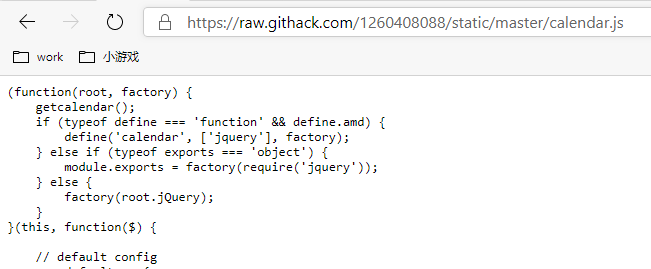 https://raw.githack.com/1260408088/static/master/calendar.js
work 小游戏
(function(root, factory) {
    getcalendar();
    if (typeof define === 'function' && define.amd) {
        define('calendar', ['jquery'], factory);
    } else if (typeof exports === 'object') {
        module.exports = factory(require('jquery'));
    } else {
        factory(root.jQuery);
    }
}(this, function($) {
    // default config